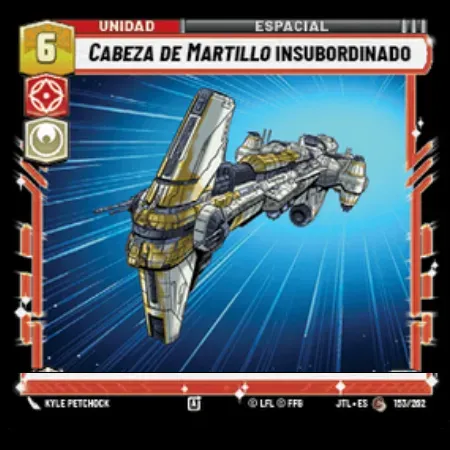 UNIDAD ESPACIAL
6 CABEZA DE MARTILLO INSUBORDINADO
KYLE PETCHOCK A © LFL © FFG JTL • ES 153/262